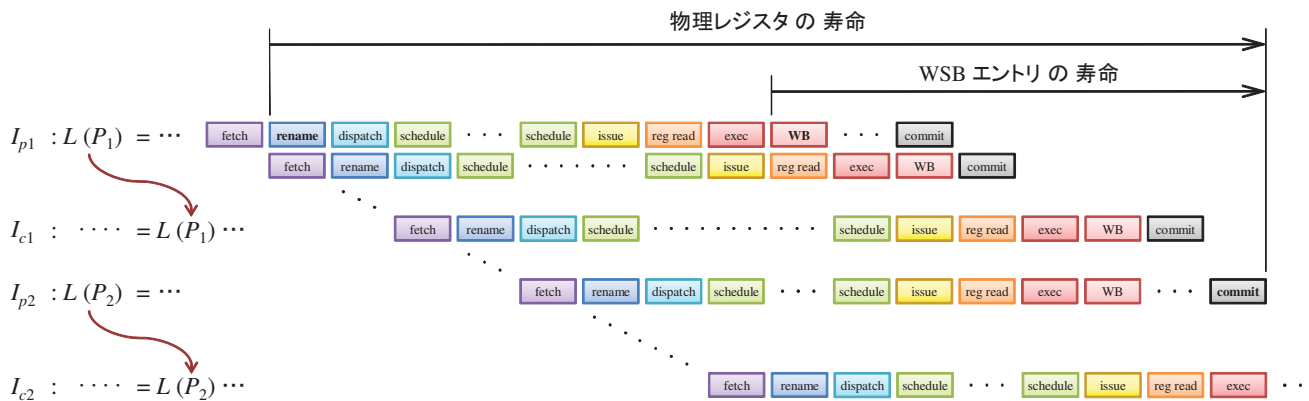 物理レジスタ の 寿命
WSB エントリ の 寿命
I_p1 : L (P_1) = ··· fetch rename dispatch schedule ··· schedule issue reg read exec WB ··· commit
fetch rename dispatch schedule ······· schedule issue reg read exec WB commit
I_c1 : ···· = L (P_1) ··· fetch rename dispatch schedule ··········· schedule issue reg read exec WB commit
I_p2 : L (P_2) = ··· fetch rename dispatch schedule ··· schedule issue reg read exec WB ··· commit
I_c2 : ···· = L (P_2) ··· fetch rename dispatch schedule ··· schedule issue reg read exec ··